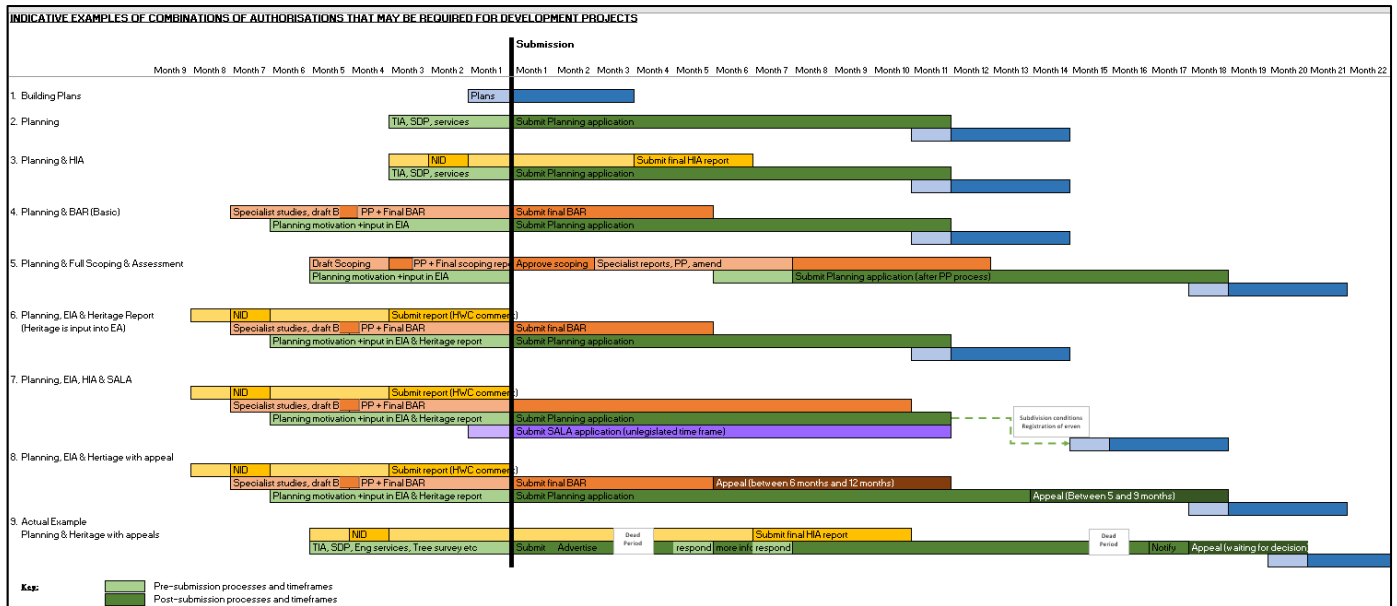 INDICATIVE EXAMPLES OF COMBINATIONS OF AUTHORISATIONS THAT MAY BE REQUIRED FOR DEVELOPMENT PROJECTS
Submission
Month 9 Month 8 Month 7 Month 6 Month 5 Month 4 Month 3 Month 2 Month 1 Month 1 Month 2 Month 3 Month 4 Month 5 Month 6 Month 7 Month 8 Month 9 Month 10 Month 11 Month 12 Month 13 Month 14 Month 15 Month 16 Month 17 Month 18 Month 19 Month 20 Month 21 Month 22
1. Building Plans Plans
2. Planning TIA, SDP, services Submit Planning application
3. Planning & HIA NID Submit final HIA report
TIA, SDP, services Submit Planning application
4. Planning & BAR (Basic) Specialist studies, draft B PP + Final BAR Submit final BAR
Planning motivation +input in EIA Submit Planning application
5. Planning & Full Scoping & Assessment Draft Scoping PP + Final scoping repo Approve scoping Specialist reports, PP, amend
Planning motivation +input in EIA Submit Planning application (after PP process)
6. Planning, EIA & Heritage Report NID Submit report (HWC comment)
(Heritage is input into EA) Specialist studies, draft B PP + Final BAR Submit final BAR
Planning motivation +input in EIA & Heritage report Submit Planning application
7. Planning, EIA, HIA & SALA
NID Submit report (HWC comment)
Specialist studies, draft B PP + Final BAR
Planning motivation +input in EIA & Heritage report Submit Planning application
Subdivision conditions
Registration of erven
Submit SALA application (unlegislated time frame)
8. Planning, EIA & Hertiage with appeal
NID Submit report (HWC comment)
Specialist studies, draft B PP + Final BAR Submit final BAR Appeal (between 6 months and 12 months)
Planning motivation +input in EIA & Heritage report Submit Planning application Appeal (Between 5 and 9 months)
9. Actual Example
Planning & Heritage with appeals NID Submit final HIA report
Dead
Period
Dead
Period
TIA, SDP, Eng services, Tree survey etc Submit Advertise respond more info respond Notify Appeal (waiting for decision)
Key: Pre-submission processes and timeframes
Post-submission processes and timeframes